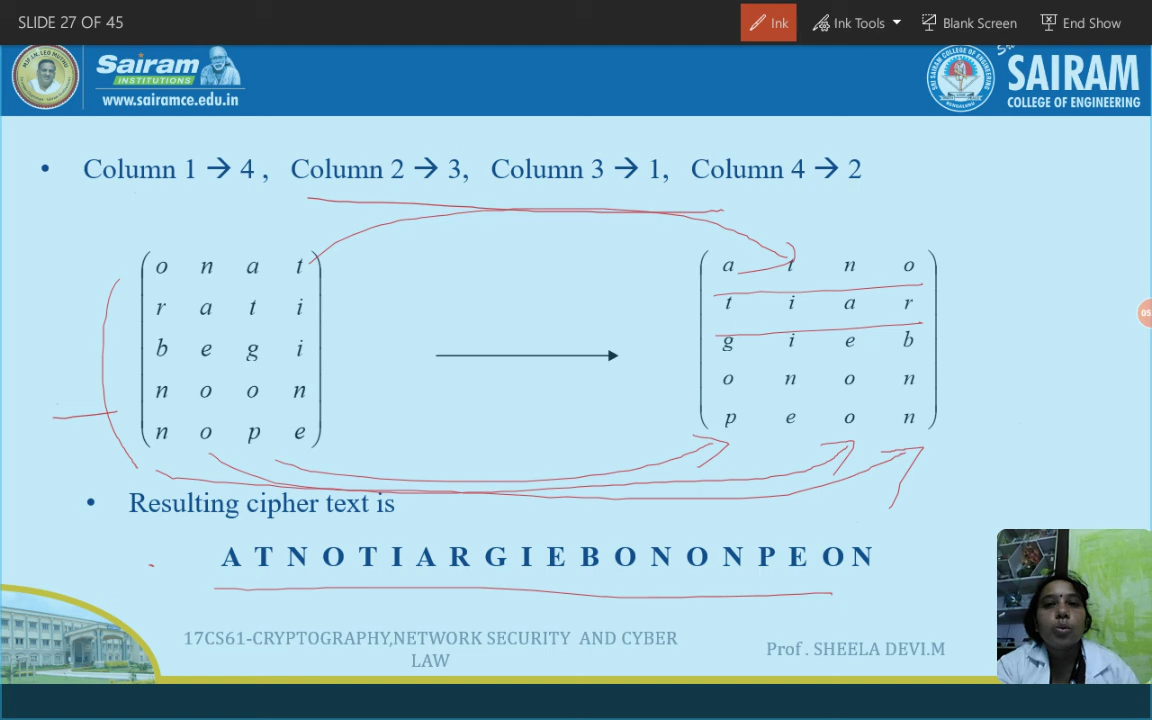 SLIDE 27 OF 45
Ink
Ink Tools
Blank Screen
End Show
Sairam
INSTITUTIONS
www.sairamce.edu.in
SAIRAM
COLLEGE OF ENGINEERING
• Column 1 → 4 , Column 2 → 3, Column 3 → 1, Column 4 → 2
o n a t
r a t i
b e g i
n o o n
n o p e
a t n o
t i a r
g i e b
o n o n
p e o n
• Resulting cipher text is
A T N O T I A R G I E B O N O N P E O N
17CS61-CRYPTOGRAPHY,NETWORK SECURITY AND CYBER
LAW
Prof . SHEELA DEVI.M
05